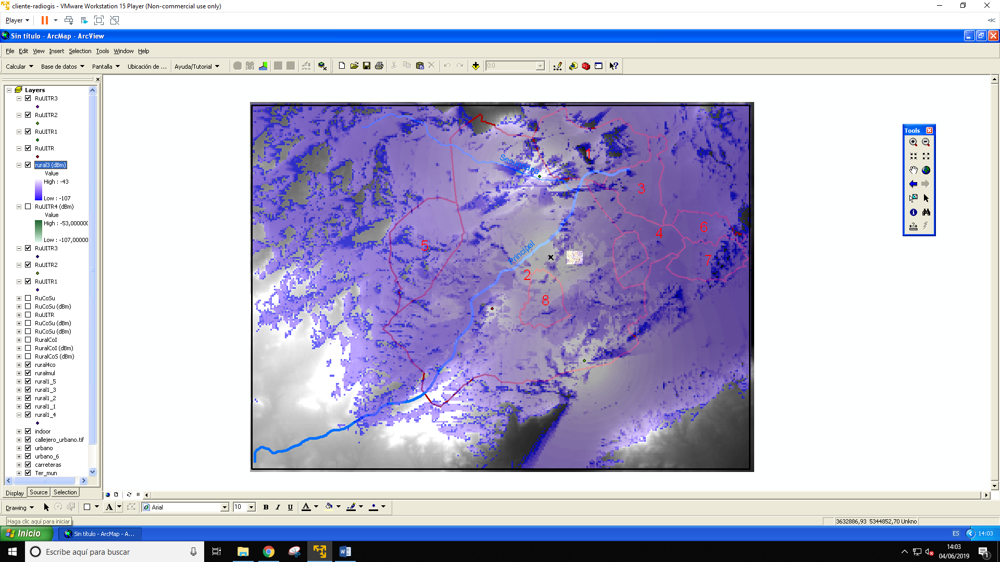 cliente-radiogis - VMware Workstation 15 Player (Non-commercial use only)
Player
Sin título - ArcMap - ArcView
File Edit View Insert Selection Tools Window Help
Calcular Base de datos Pantalla Ubicación de ... Ayuda/Tutorial 0:0
Layers
RuUITR3
RuUITR2
RuUITR1
RuUITR
rural3 (dBm)
Value
High : -43
Low : -107
RuUITR4 (dBm)
Value
High : -53,000000
Low : -107,00000
RuUITR3
RuUITR2
RuUITR1
RuCoSu
RuCoSu (dBm)
RuUITR
RuCoSu (dBm)
RuCoSu (dBm)
RuralCoI
RuralCoI (dBm)
RuralCoS (dBm)
rural4co
ruralmul
rural1_5
rural1_3
rural1_2
rural1_1
rural1_4
indoor
callejero_urbano.tif
urbano
urbano_6
carreteras
Ter_mun
Display Source Selection
1
Secundaria
3
6
4
5
Principal
7
2
8
Tools
Drawing A Arial 10 B I U A
Haga clic aquí para iniciar
3632886,93 5344852,70 Unkno
Inicio Sin título - ArcMap - A... ES 14:03
Escribe aquí para buscar
14:03
04/06/2019
1